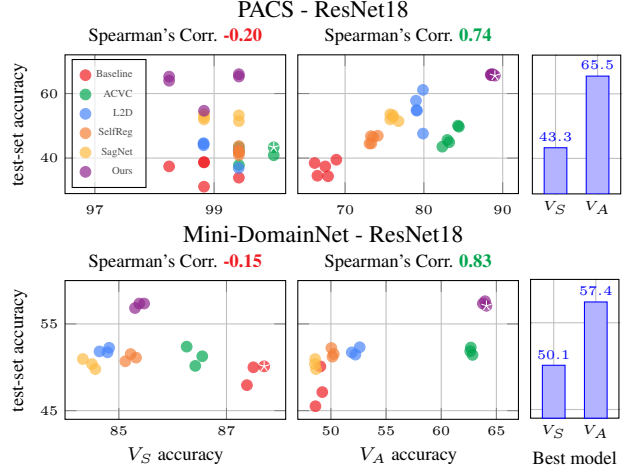 PACS - ResNet18
Spearman's Corr. -0.20
Spearman's Corr. 0.74
test-set accuracy
60
40
97
99
Baseline
ACVC
L2D
SelfReg
SagNet
Ours
70
80
90
43.3
65.5
V_S
V_A
Mini-DomainNet - ResNet18
Spearman's Corr. -0.15
Spearman's Corr. 0.83
test-set accuracy
55
45
85
87
V_S accuracy
50
55
60
65
V_A accuracy
50.1
57.4
V_S
V_A
Best model